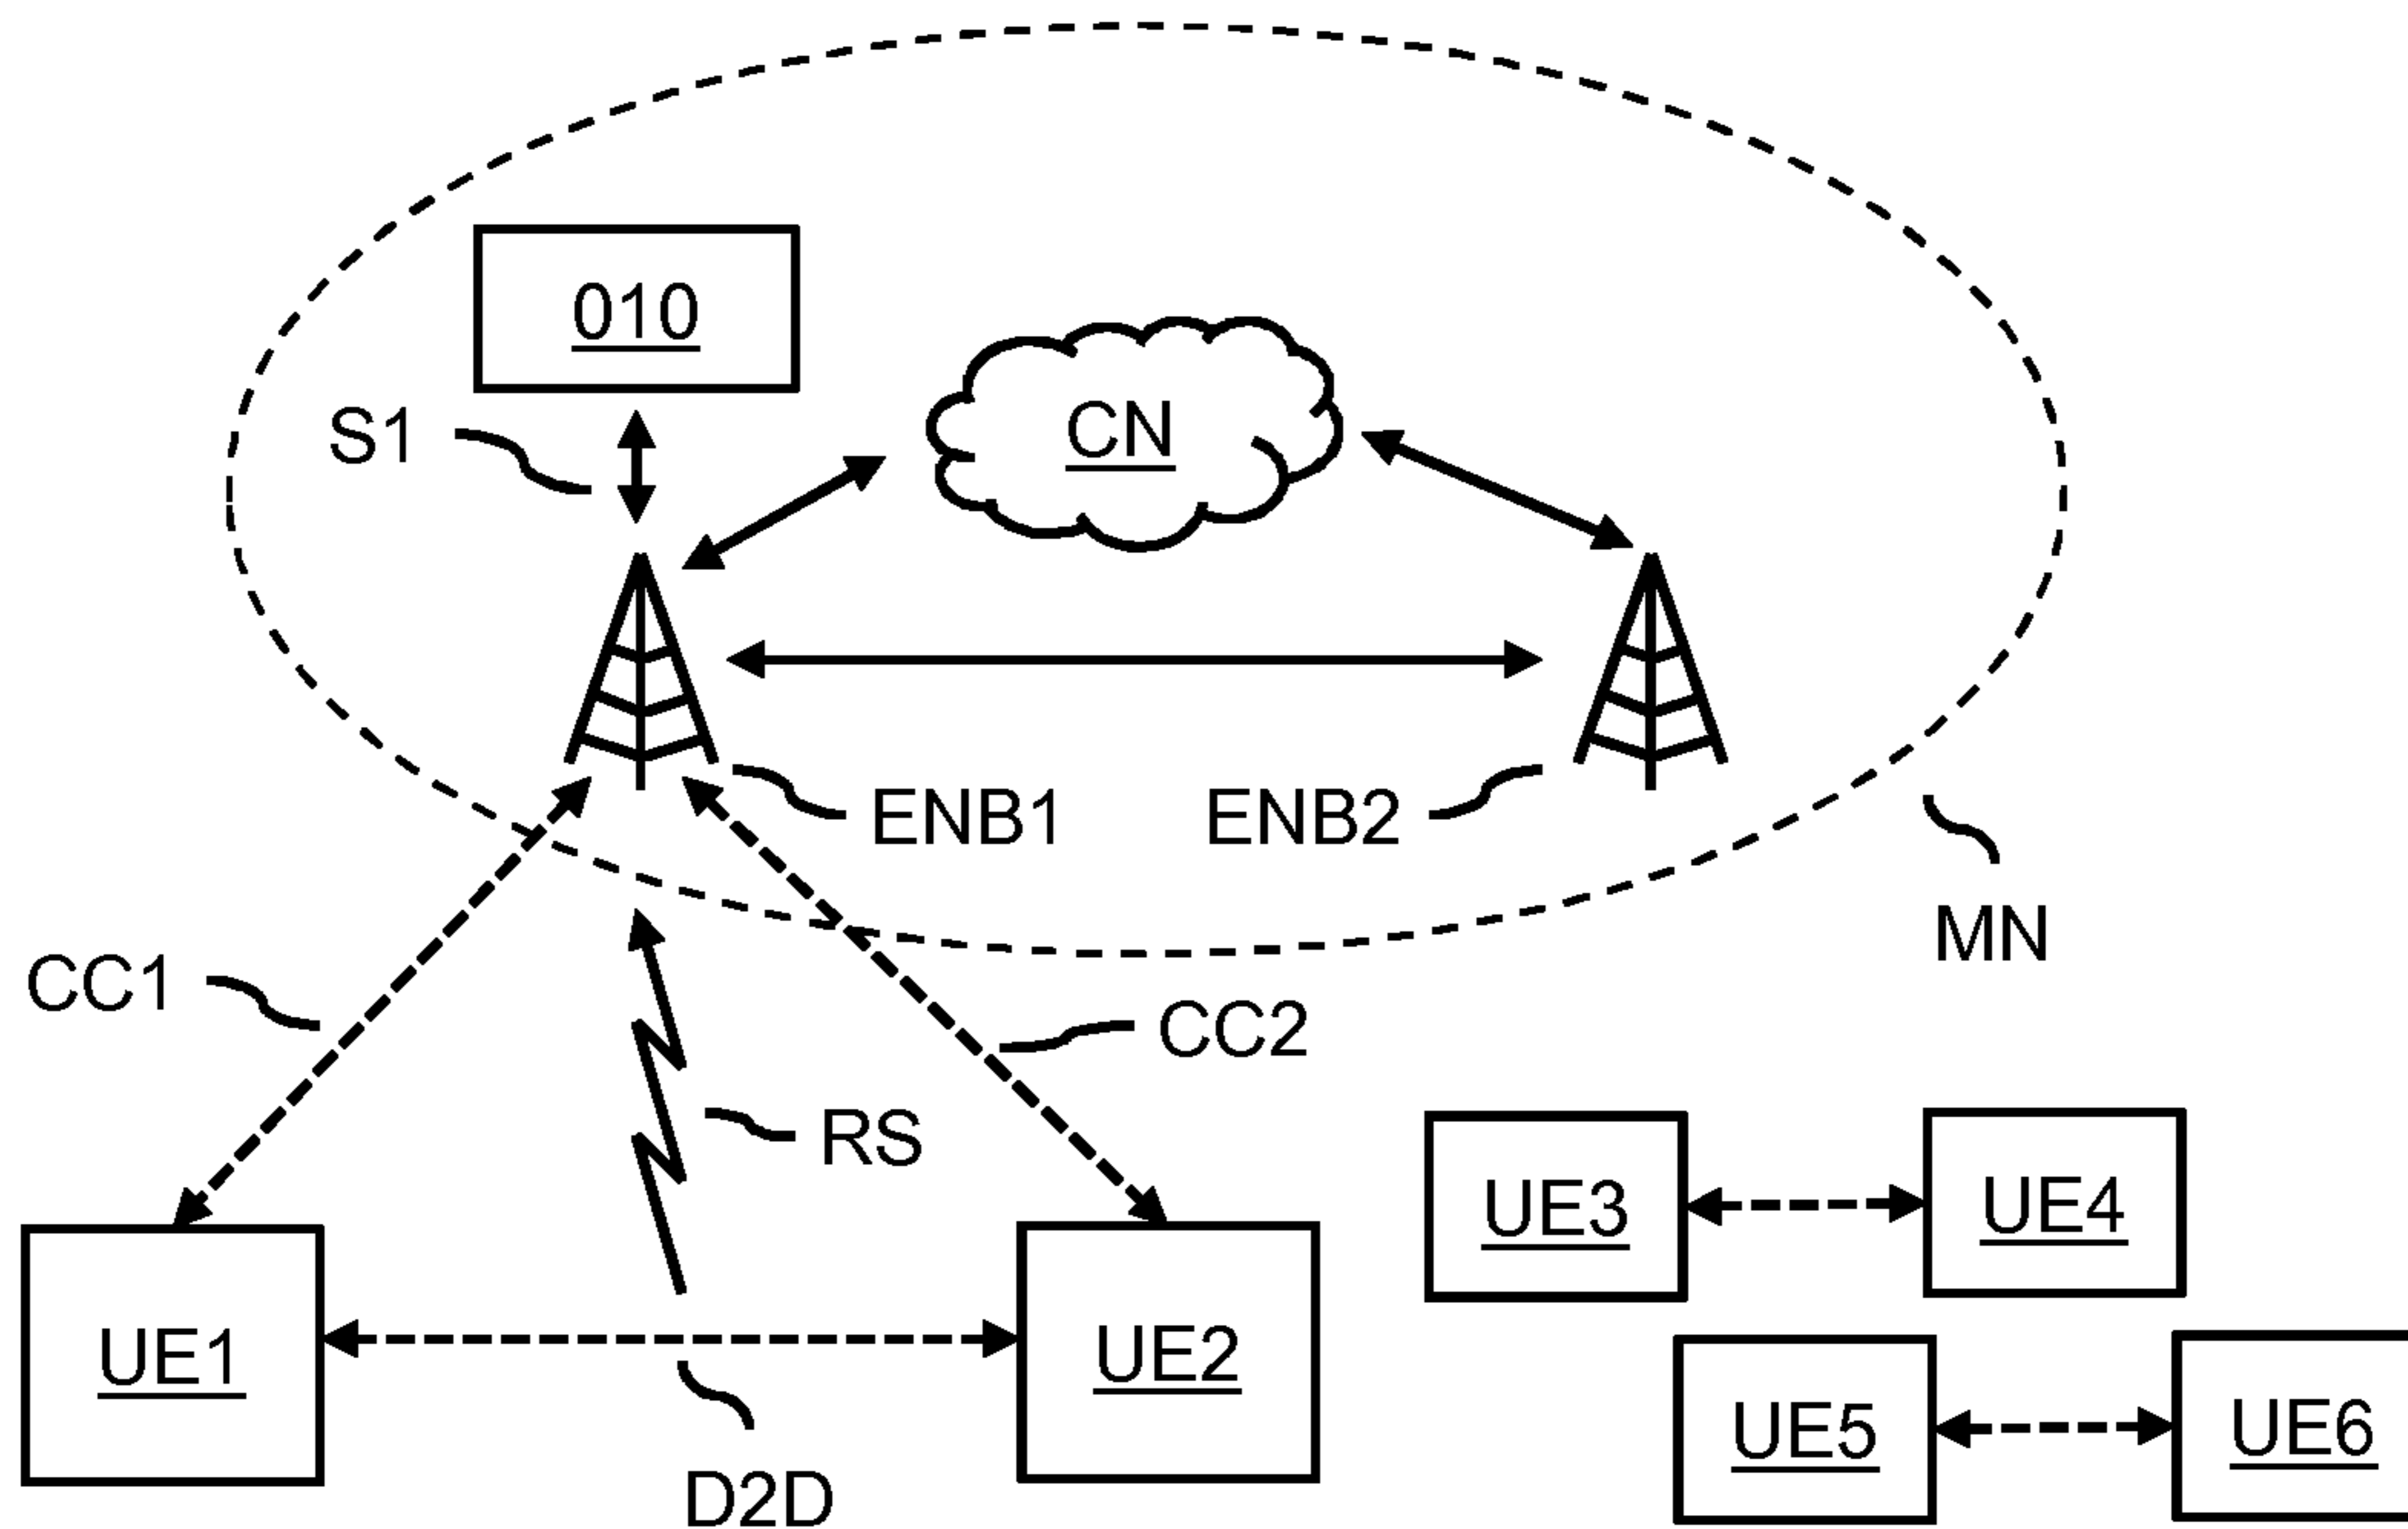 010
S1
CN
ENB1
ENB2
MN
CC1
CC2
RS
UE3
UE4
UE1
UE2
UE5
UE6
D2D